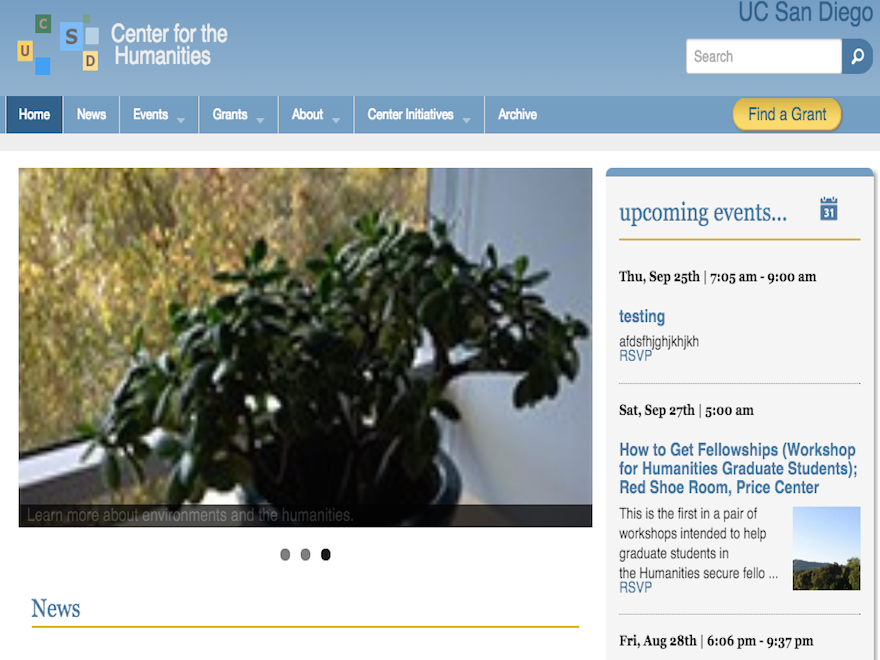 UC San Diego
U C S D
Center for the
Humanities
Search
Home News Events Grants About Center Initiatives Archive
Find a Grant
Learn more about environments and the humanities.
News
upcoming events...
31
Thu, Sep 25th | 7:05 am - 9:00 am
testing
afdsfhjghjkhjkh
RSVP
Sat, Sep 27th | 5:00 am
How to Get Fellowships (Workshop
for Humanities Graduate Students);
Red Shoe Room, Price Center
This is the first in a pair of
workshops intended to help
graduate students in
the Humanities secure fello ...
RSVP
Fri, Aug 28th | 6:06 pm - 9:37 pm